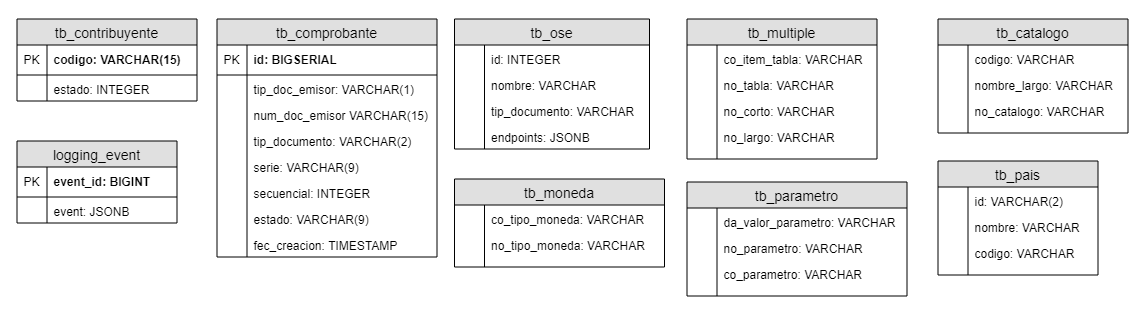 tb_contribuyente
PK codigo: VARCHAR(15)
estado: INTEGER
logging_event
PK event_id: BIGINT
event: JSONB
tb_comprobante
PK id: BIGSERIAL
tip_doc_emisor: VARCHAR(1)
num_doc_emisor VARCHAR(15)
tip_documento: VARCHAR(2)
serie: VARCHAR(9)
secuencial: INTEGER
estado: VARCHAR(9)
fec_creacion: TIMESTAMP
tb_ose
id: INTEGER
nombre: VARCHAR
tip_documento: VARCHAR
endpoints: JSONB
tb_moneda
co_tipo_moneda: VARCHAR
no_tipo_moneda: VARCHAR
tb_multiple
co_item_tabla: VARCHAR
no_tabla: VARCHAR
no_corto: VARCHAR
no_largo: VARCHAR
tb_parametro
da_valor_parametro: VARCHAR
no_parametro: VARCHAR
co_parametro: VARCHAR
tb_catalogo
codigo: VARCHAR
nombre_largo: VARCHAR
no_catalogo: VARCHAR
tb_pais
id: VARCHAR(2)
nombre: VARCHAR
codigo: VARCHAR